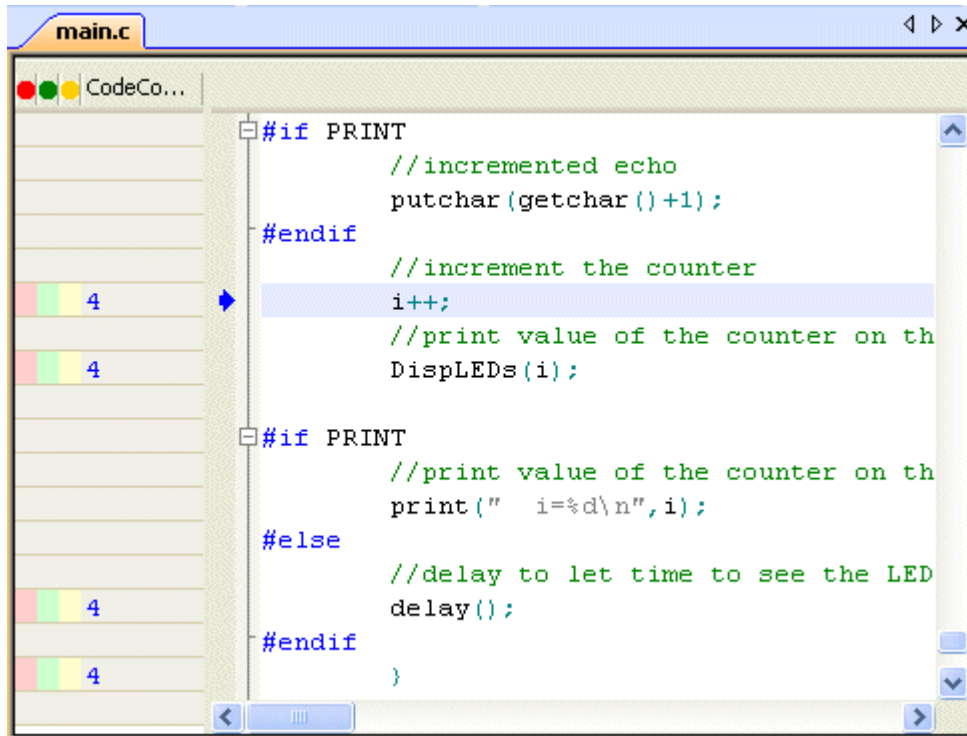 main.c
CodeCo...
#if PRINT
//incremented echo
putchar(getchar()+1);
#endif
//increment the counter
4 i++;
//print value of the counter on th
4 DispLEDs(i);
#if PRINT
//print value of the counter on th
print("  i=%d\n",i);
#else
//delay to let time to see the LED
4 delay();
#endif
4 }